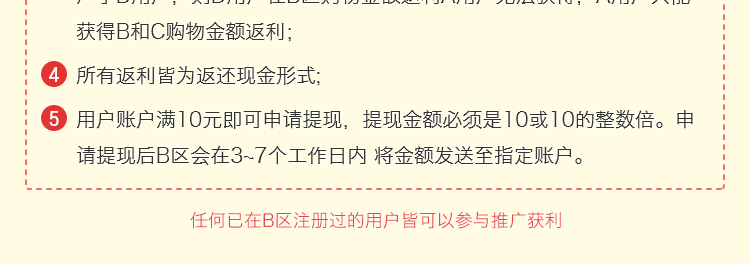 获得B和C购物金额返利；
4 所有返利皆为返还现金形式;
5 用户账户满10元即可申请提现，提现金额必须是10或10的整数倍。申
请提现后B区会在3~7个工作日内 将金额发送至指定账户。
任何已在B区注册过的用户皆可以参与推广获利